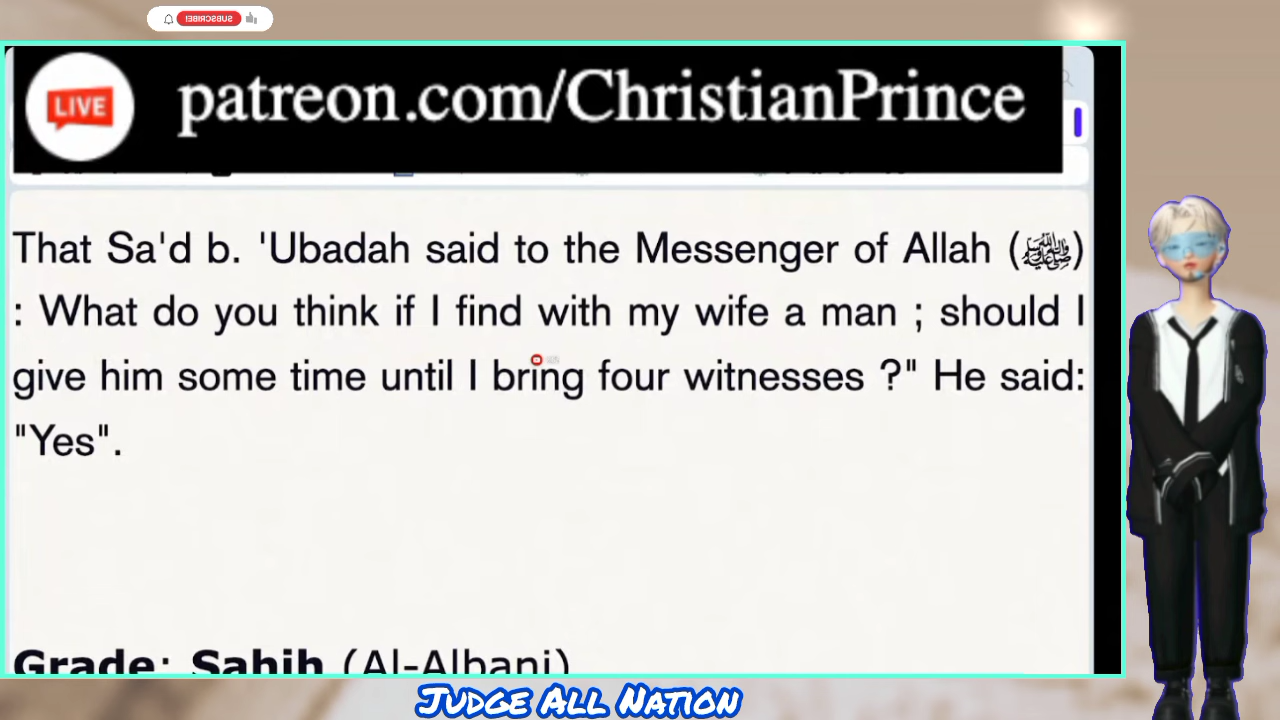 SUBSCRIBE!
LIVE
patreon.com/ChristianPrince
That Sa'd b. 'Ubadah said to the Messenger of Allah (ﷺ)
: What do you think if I find with my wife a man ; should I
give him some time until I bring four witnesses ?" He said:
"Yes".
Grade: Sahih (Al-Albani)
JUDGE ALL NATION